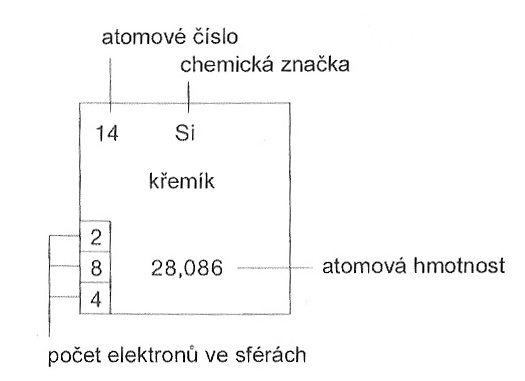 atomové číslo
chemická značka
14 Si
křemík
2
8 28,086 atomová hmotnost
4
počet elektronů ve sférách